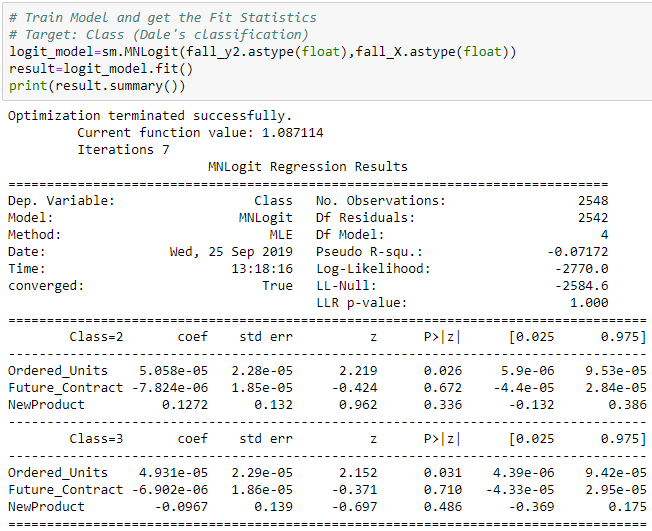 # Train Model and get the Fit Statistics
# Target: Class (Dale's classification)
logit_model=sm.MNLogit(fall_y2.astype(float),fall_X.astype(float))
result=logit_model.fit()
print(result.summary())
Optimization terminated successfully.
         Current function value: 1.087114
         Iterations 7
                          MNLogit Regression Results
==============================================================================
Dep. Variable:                  Class   No. Observations:                 2548
Model:                        MNLogit   Df Residuals:                     2542
Method:                           MLE   Df Model:                            4
Date:                Wed, 25 Sep 2019   Pseudo R-squ.:                -0.07172
Time:                        13:18:16   Log-Likelihood:                -2770.0
converged:                       True   LL-Null:                       -2584.6
                                        LLR p-value:                     1.000
===================================================================================
        Class=2       coef    std err          z      P>|z|      [0.025      0.975]
-----------------------------------------------------------------------------------
Ordered_Units    5.058e-05   2.28e-05      2.219      0.026     5.9e-06    9.53e-05
Future_Contract -7.824e-06   1.85e-05     -0.424      0.672    -4.4e-05    2.84e-05
NewProduct          0.1272      0.132      0.962      0.336      -0.132       0.386
-----------------------------------------------------------------------------------
        Class=3       coef    std err          z      P>|z|      [0.025      0.975]
-----------------------------------------------------------------------------------
Ordered_Units    4.931e-05   2.29e-05      2.152      0.031    4.39e-06    9.42e-05
Future_Contract -6.902e-06   1.86e-05     -0.371      0.710   -4.33e-05    2.95e-05
NewProduct         -0.0967      0.139     -0.697      0.486      -0.369       0.175
===================================================================================